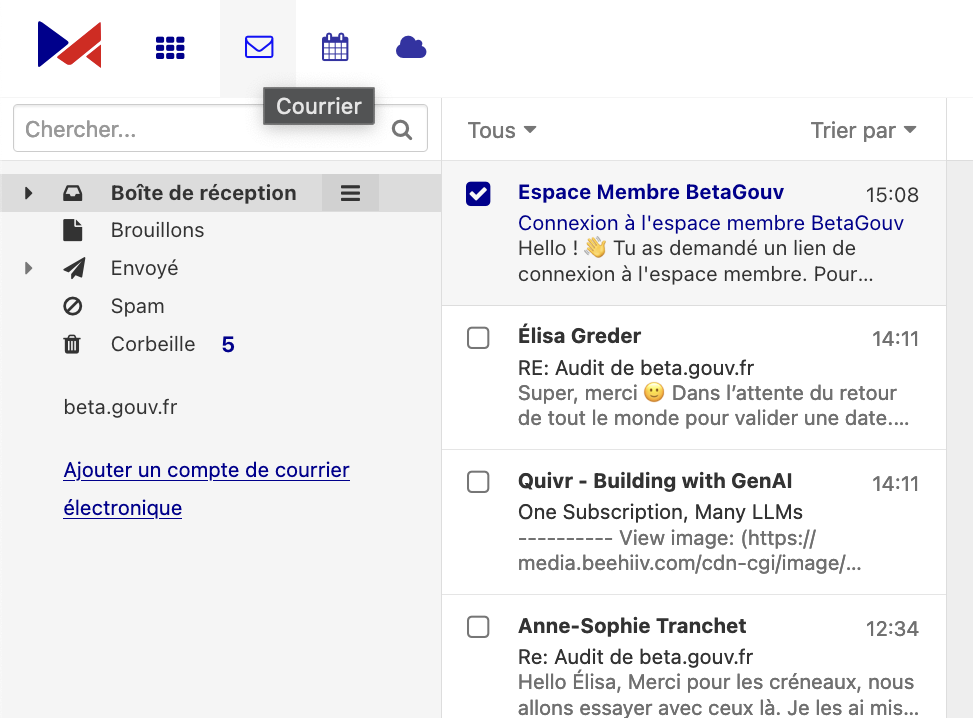 Courrier
Chercher...
Tous
Trier par
Boîte de réception
Brouillons
Envoyé
Spam
Corbeille 5
beta.gouv.fr
Ajouter un compte de courrier
électronique
Espace Membre BetaGouv 15:08
Connexion à l'espace membre BetaGouv
Hello ! 👋 Tu as demandé un lien de
connexion à l'espace membre. Pour...
Élisa Greder 14:11
RE: Audit de beta.gouv.fr
Super, merci 🙂 Dans l’attente du retour
de tout le monde pour valider une date....
Quivr - Building with GenAI 14:11
One Subscription, Many LLMs
---------- View image: (https://
media.beehiiv.com/cdn-cgi/image/...
Anne-Sophie Tranchet 12:34
Re: Audit de beta.gouv.fr
Hello Élisa, Merci pour les créneaux, nous
allons essayer avec ceux là. Je les ai mis...